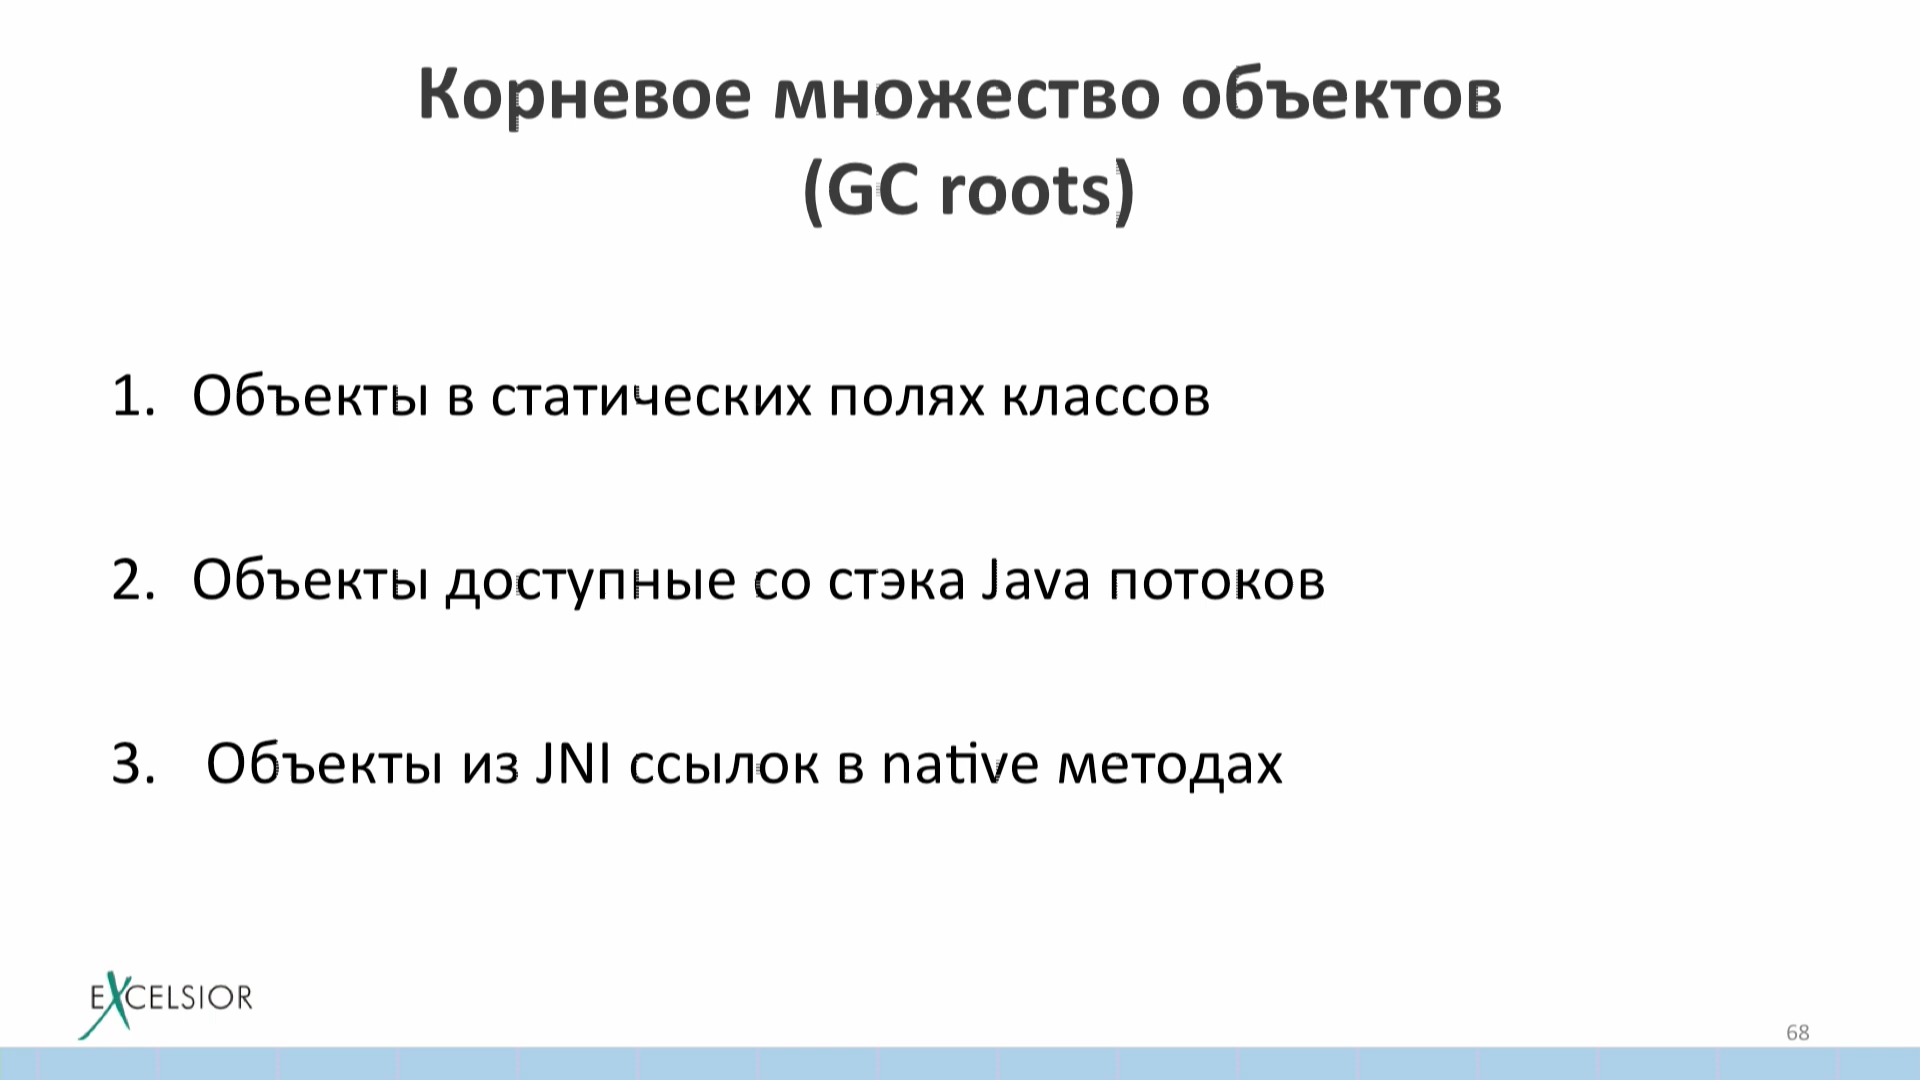 Корневое множество объектов
(GC roots)
1. Объекты в статических полях классов
2. Объекты доступные со стэка Java потоков
3. Объекты из JNI ссылок в native методах
EXCELSIOR
68